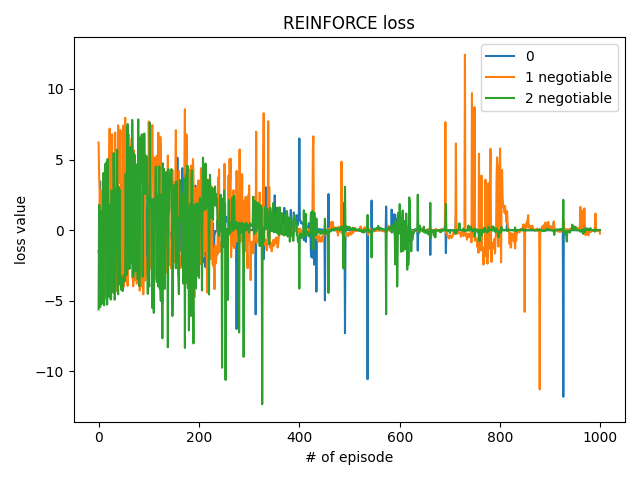 REINFORCE loss
0
1 negotiable
2 negotiable
loss value
10
5
0
−5
−10
0
200
400
600
800
1000
# of episode